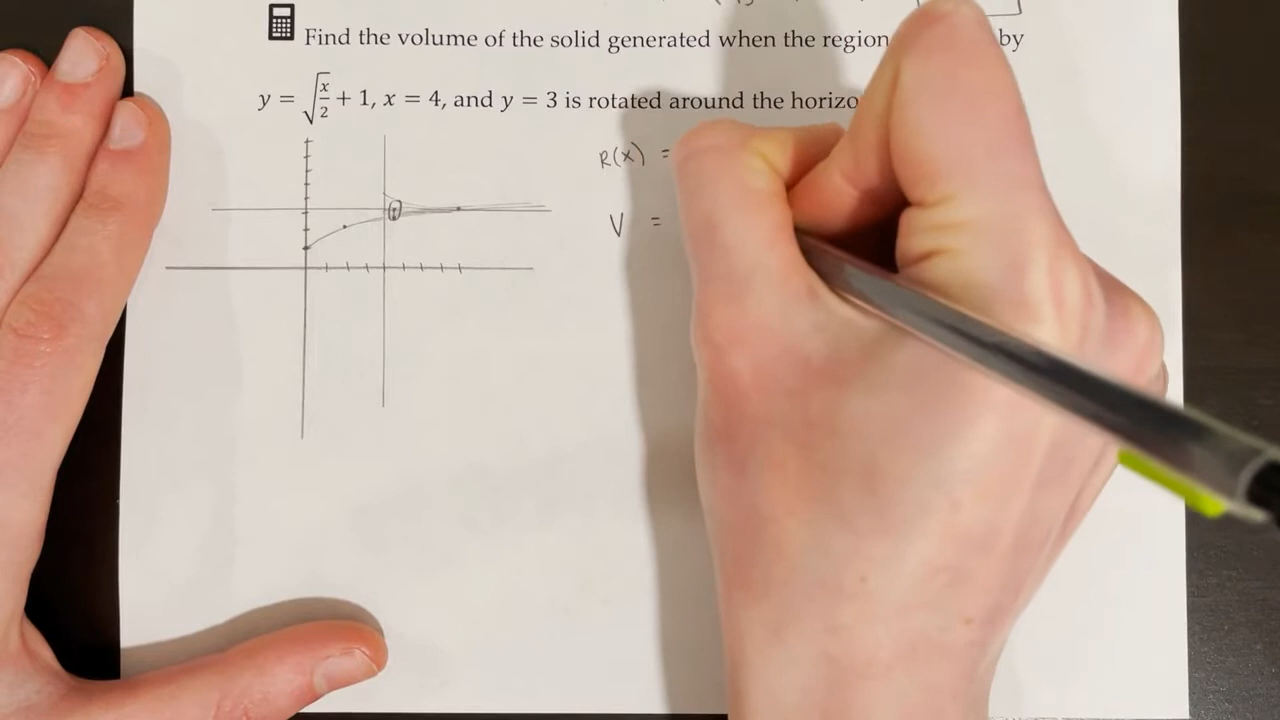 Find the volume of the solid generated when the region by
y = √x/2 + 1, x = 4, and y = 3 is rotated around the
R(x) =
V =